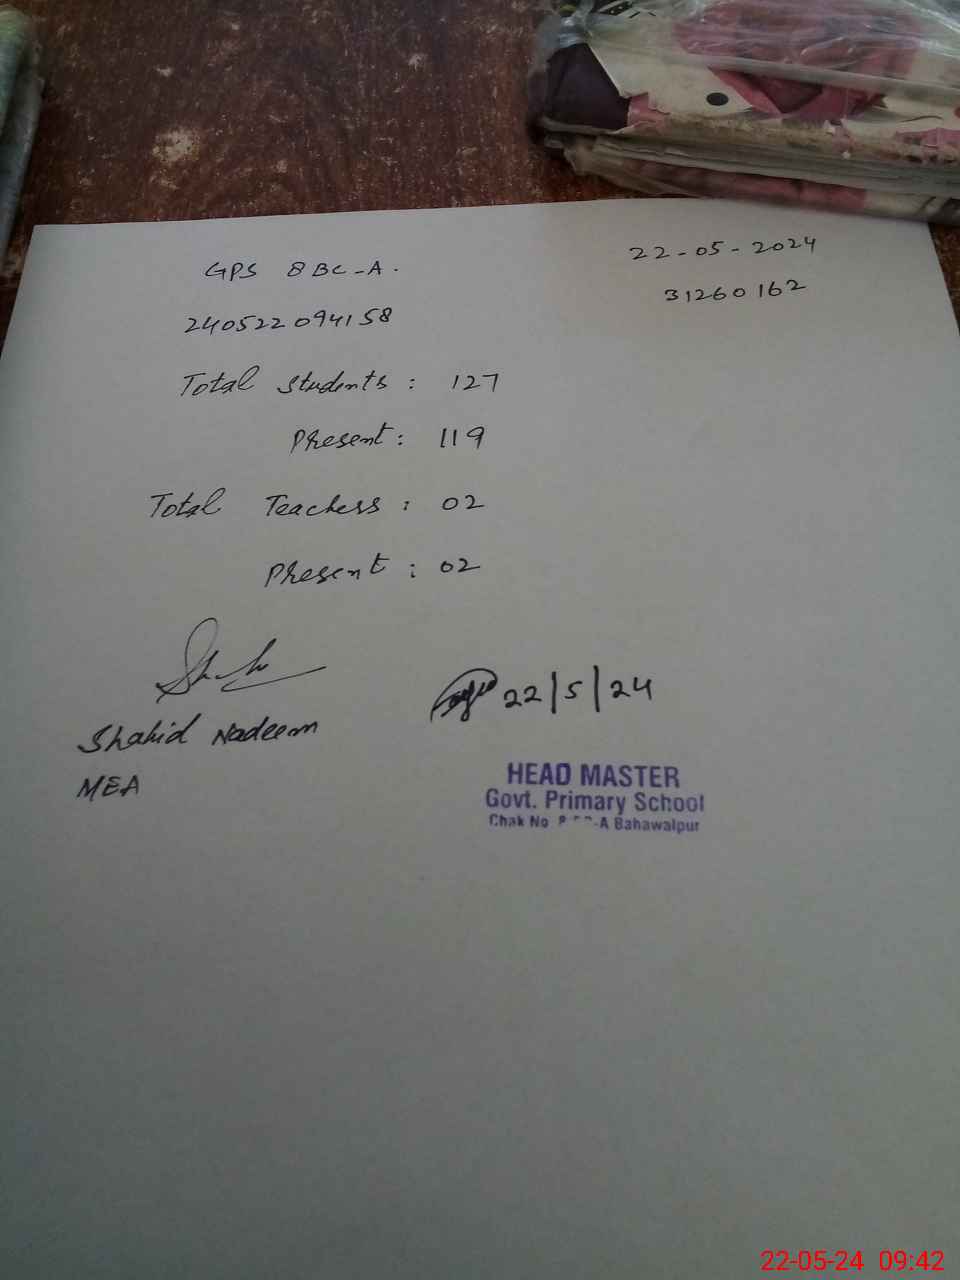 GPS 8BC-A.
22-05-2024
31260162
240522094158
Total Students: 127
Present: 119
Total Teachers: 02
Present: 02
22/5/24
Shahid Nadeem
MEA
HEAD MASTER
Govt. Primary School
Chak No -A Bahawalpur
22-05-24 09:42